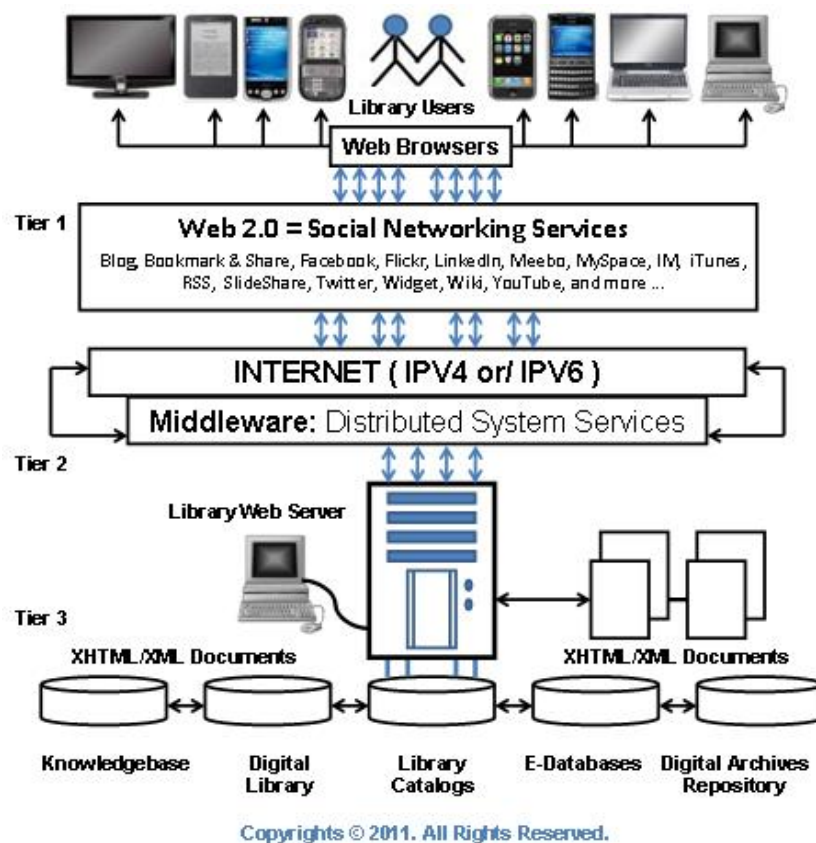 Library Users
Web Browsers
Tier 1
Web 2.0 = Social Networking Services
Blog, Bookmark & Share, Facebook, Flickr, LinkedIn, Meebo, MySpace, IM, iTunes,
RSS, SlideShare, Twitter, Widget, Wiki, YouTube, and more ...
INTERNET ( IPV4 or/ IPV6 )
Middleware: Distributed System Services
Tier 2
Library Web Server
Tier 3
XHTML/XML Documents
XHTML/XML Documents
Knowledgebase
Digital
Library
Library
Catalogs
E-Databases
Digital Archives
Repository
Copyrights © 2011. All Rights Reserved.